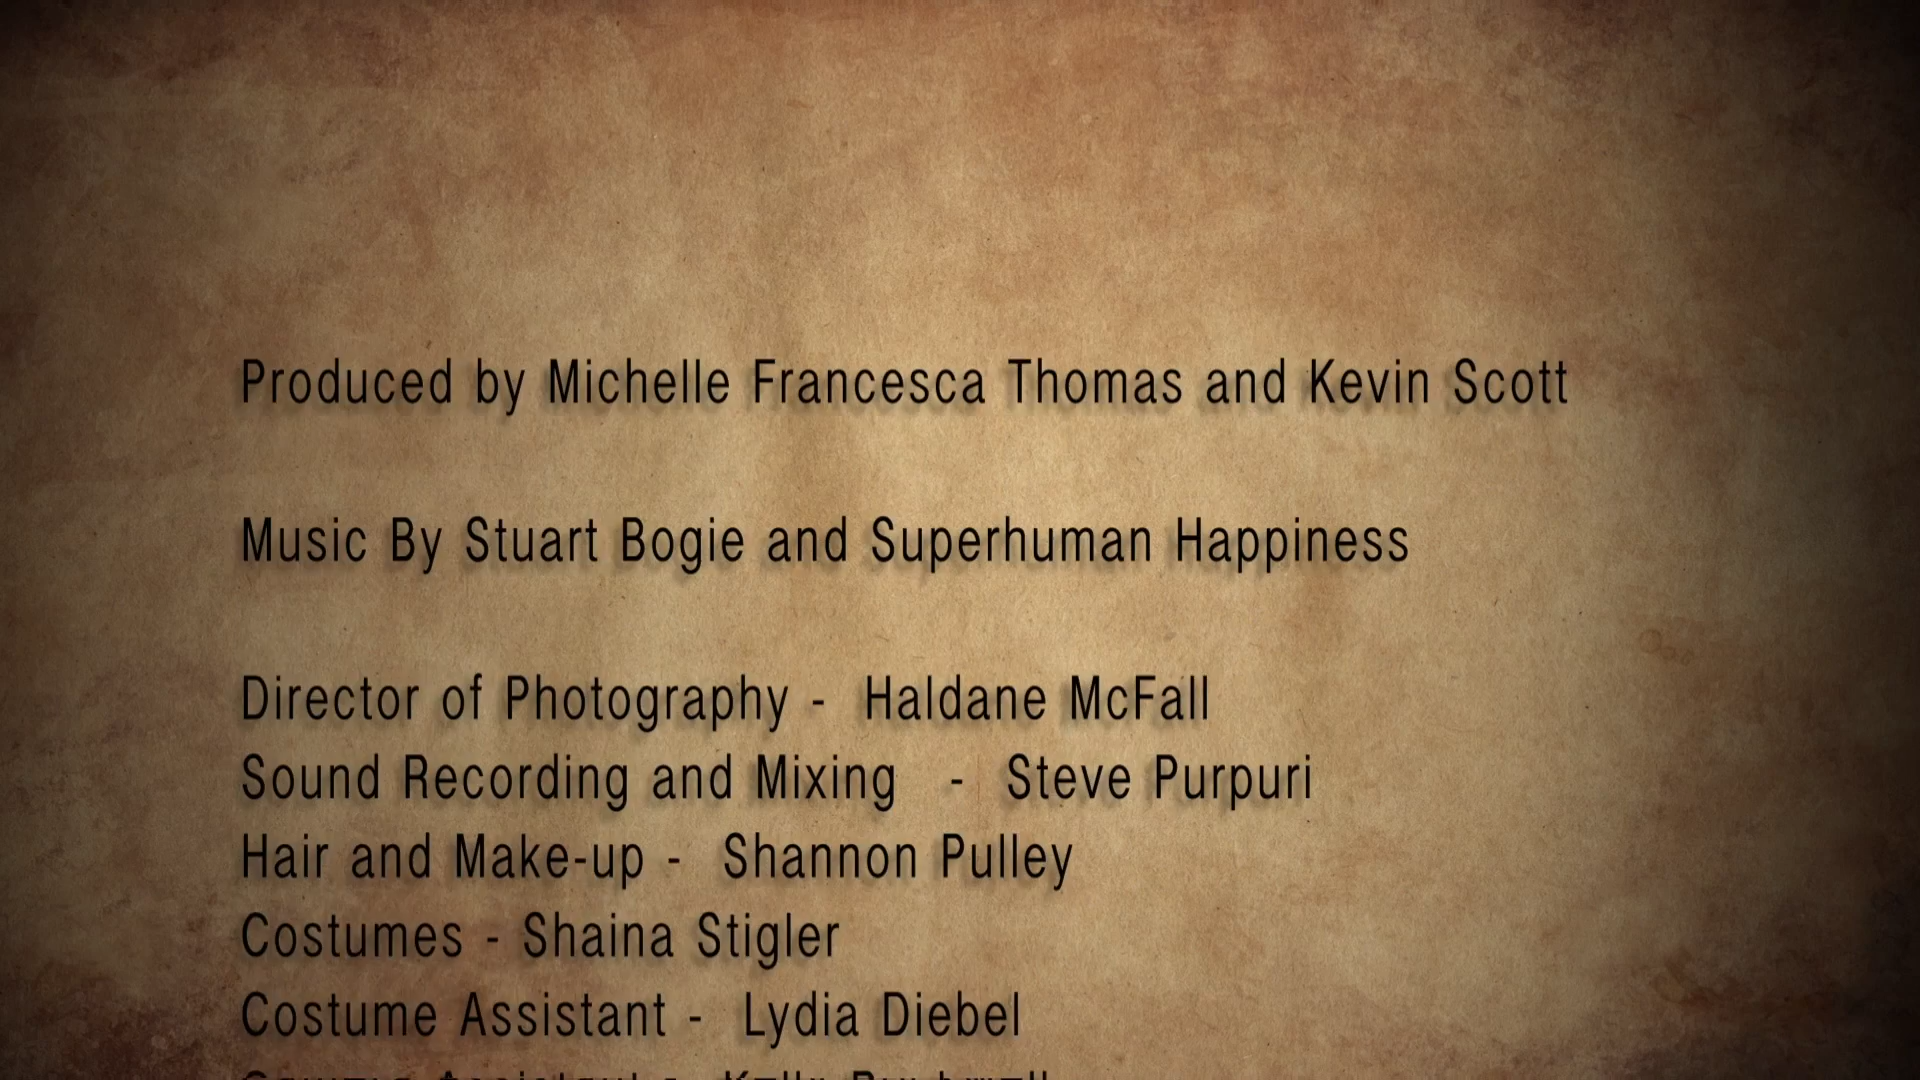 Produced by Michelle Francesca Thomas and Kevin Scott
Music By Stuart Bogie and Superhuman Happiness
Director of Photography - Haldane McFall
Sound Recording and Mixing - Steve Purpuri
Hair and Make-up - Shannon Pulley
Costumes - Shaina Stigler
Costume Assistant - Lydia Diebel